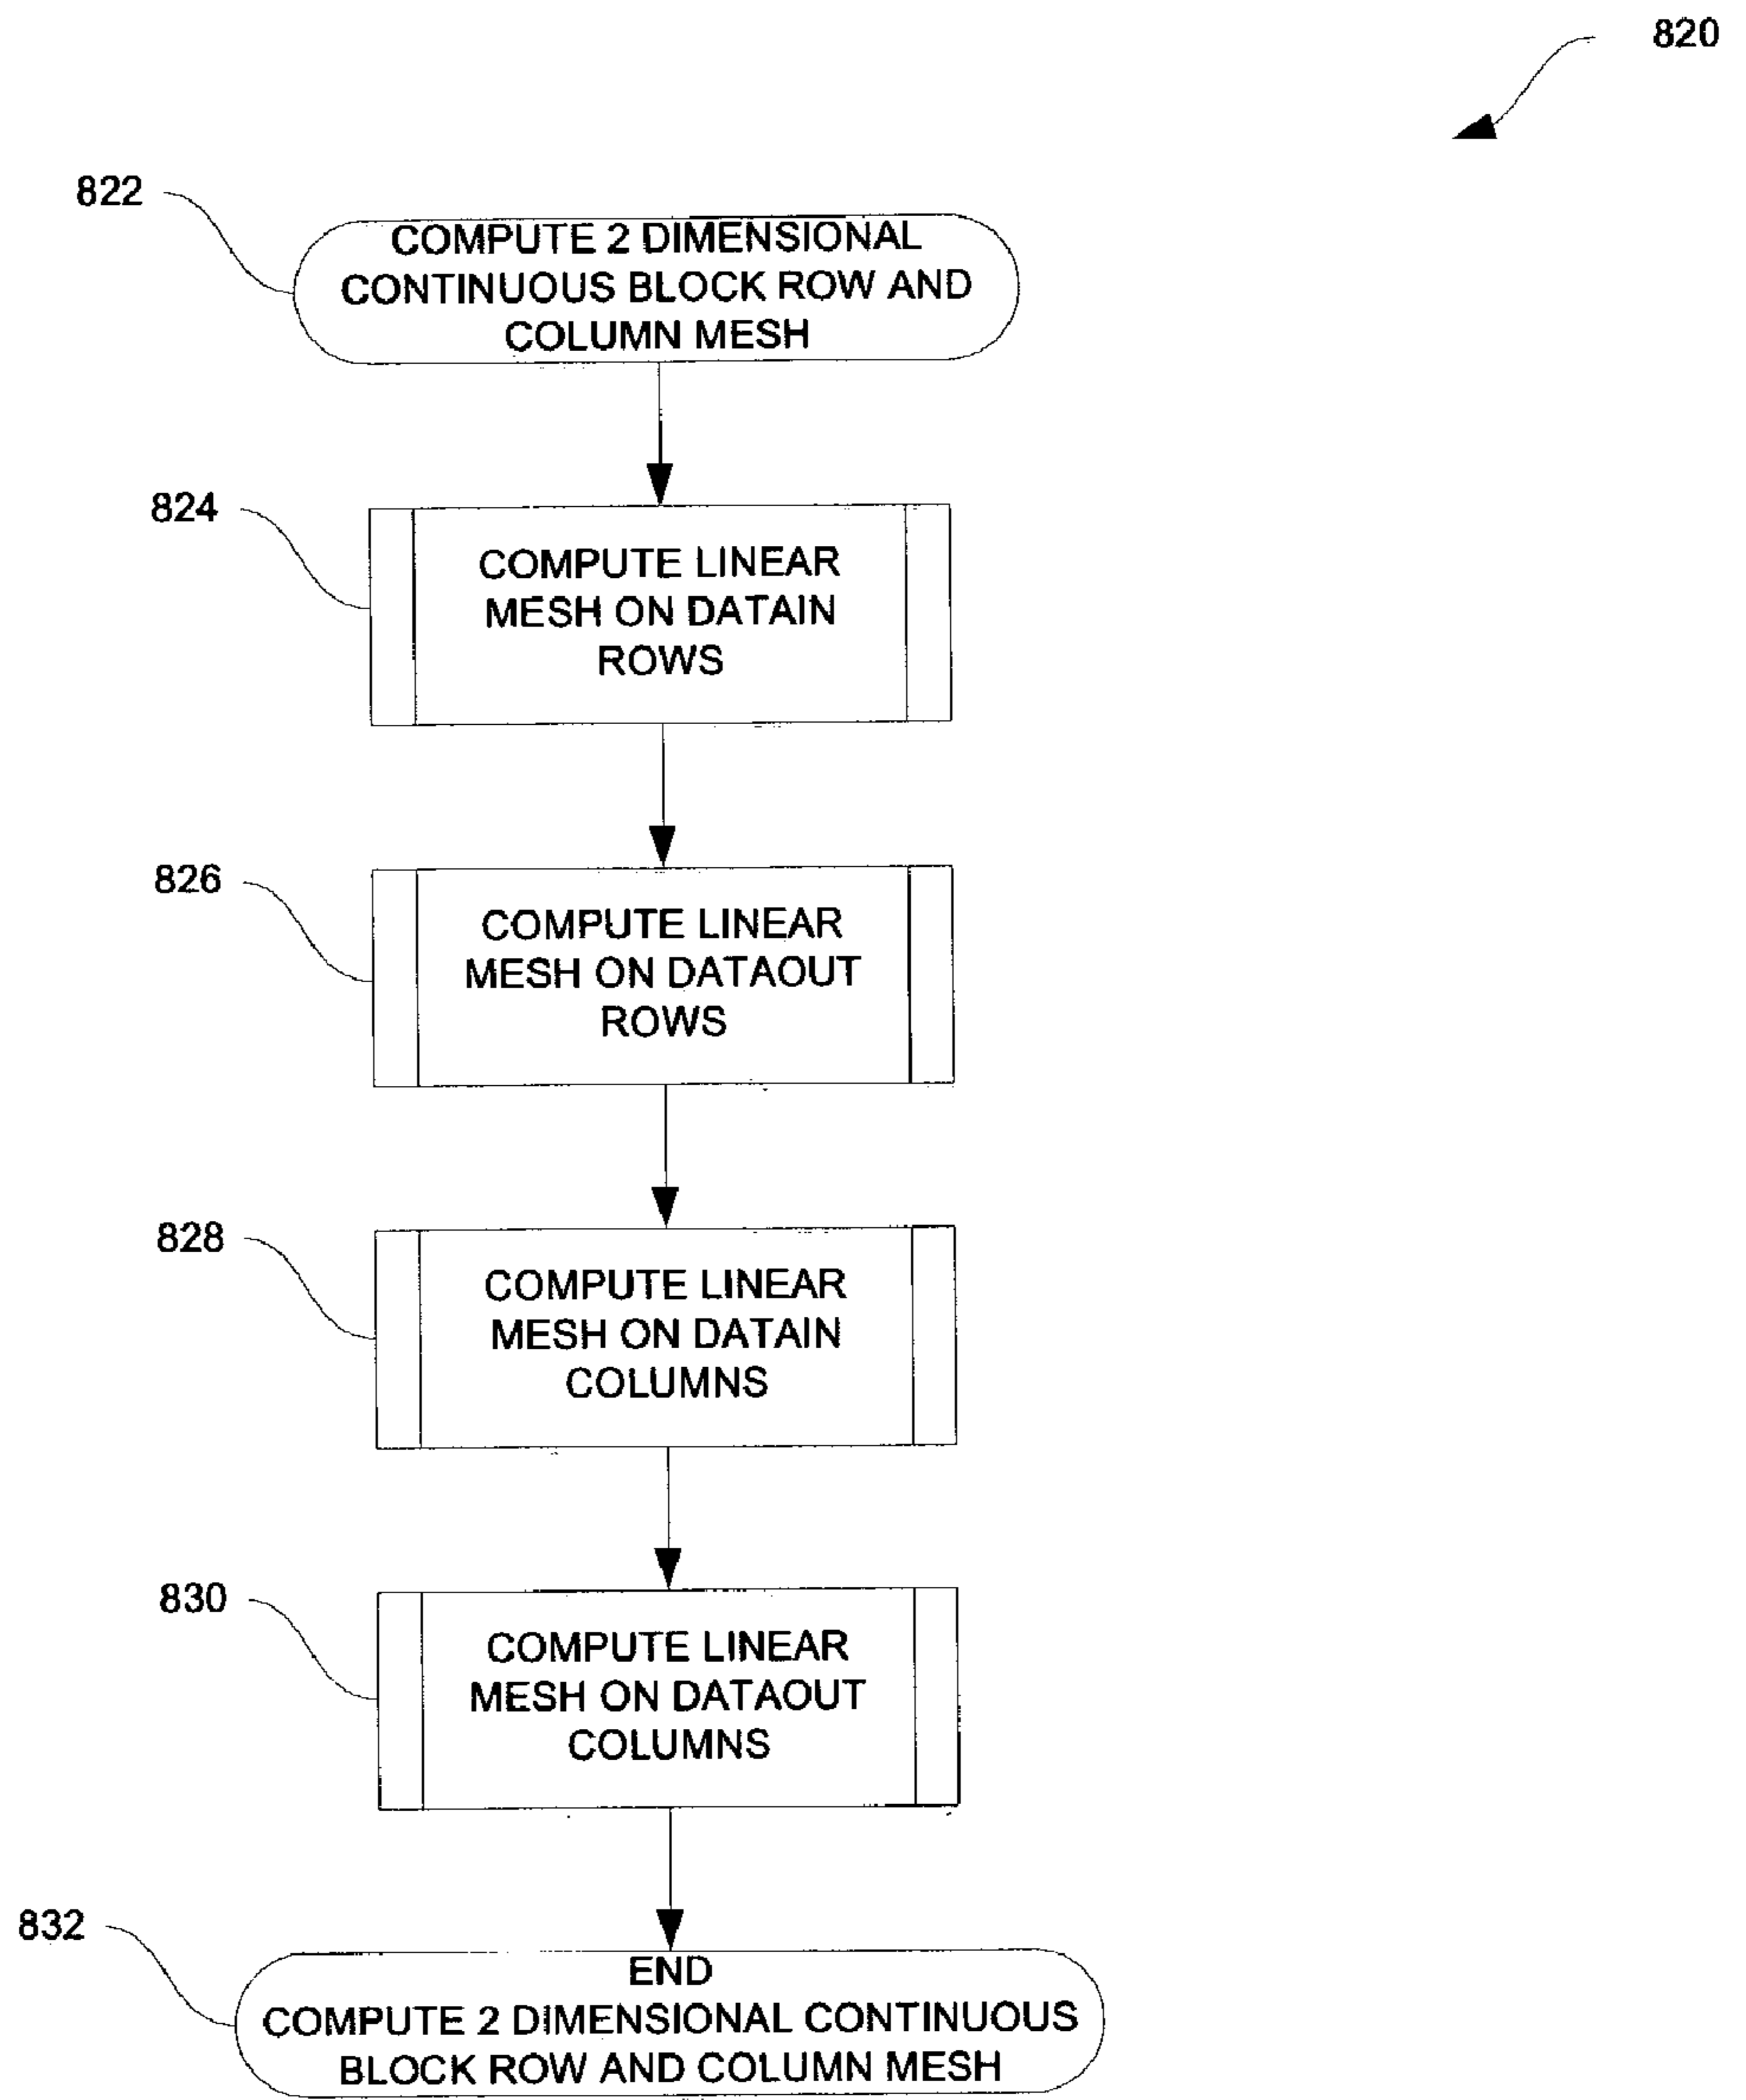 820
822
COMPUTE 2 DIMENSIONAL
CONTINUOUS BLOCK ROW AND
COLUMN MESH
824
COMPUTE LINEAR
MESH ON DATAIN
ROWS
826
COMPUTE LINEAR
MESH ON DATAOUT
ROWS
828
COMPUTE LINEAR
MESH ON DATAIN
COLUMNS
830
COMPUTE LINEAR
MESH ON DATAOUT
COLUMNS
832
END
COMPUTE 2 DIMENSIONAL CONTINUOUS
BLOCK ROW AND COLUMN MESH